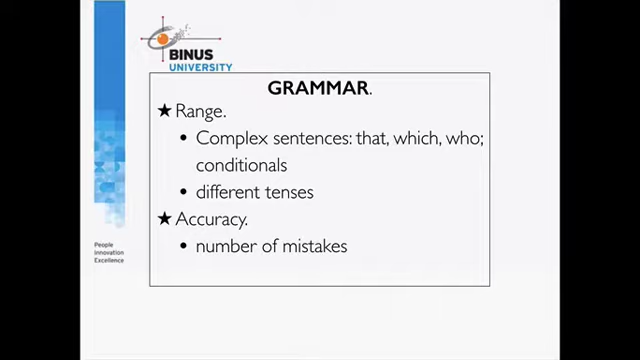 BINUS
UNIVERSITY
GRAMMAR.
★ Range.
• Complex sentences: that, which, who;
conditionals
• different tenses
★ Accuracy.
• number of mistakes
People
Innovation
Excellence